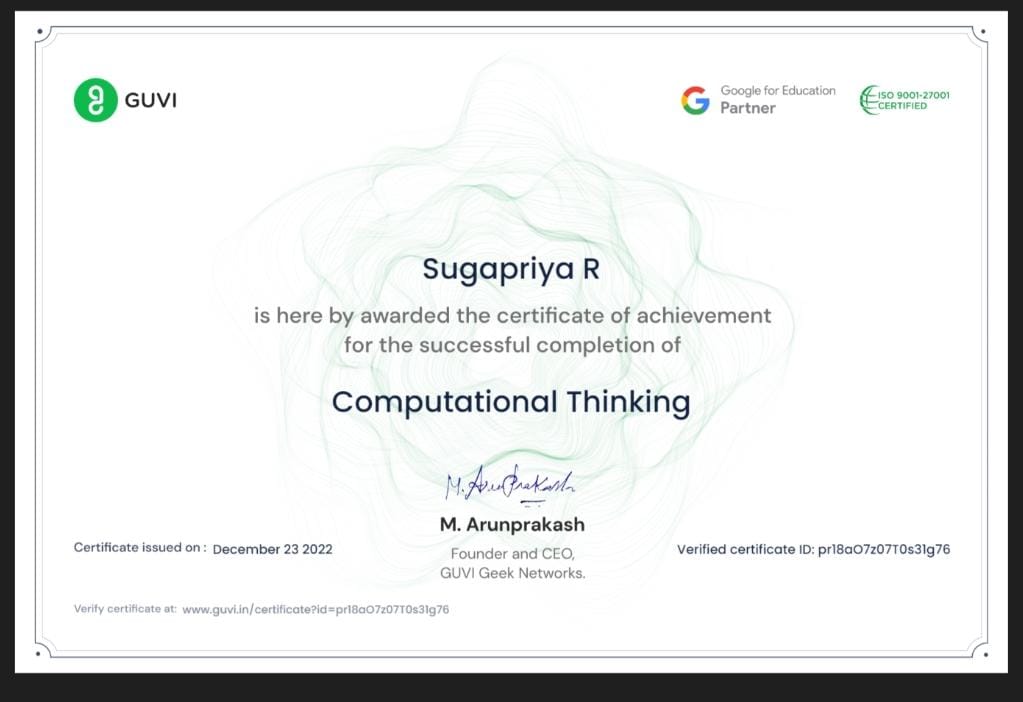 GUVI
Google for Education
Partner
ISO 9001-27001
CERTIFIED
Sugapriya R
is here by awarded the certificate of achievement
for the successful completion of
Computational Thinking
M. Arunprakash
M. Arunprakash
Founder and CEO,
GUVI Geek Networks.
Certificate issued on : December 23 2022
Verified certificate ID: pr18aO7z07T0s31g76
Verify certificate at: www.guvi.in/certificate?id=pr18aO7z07T0s31g76